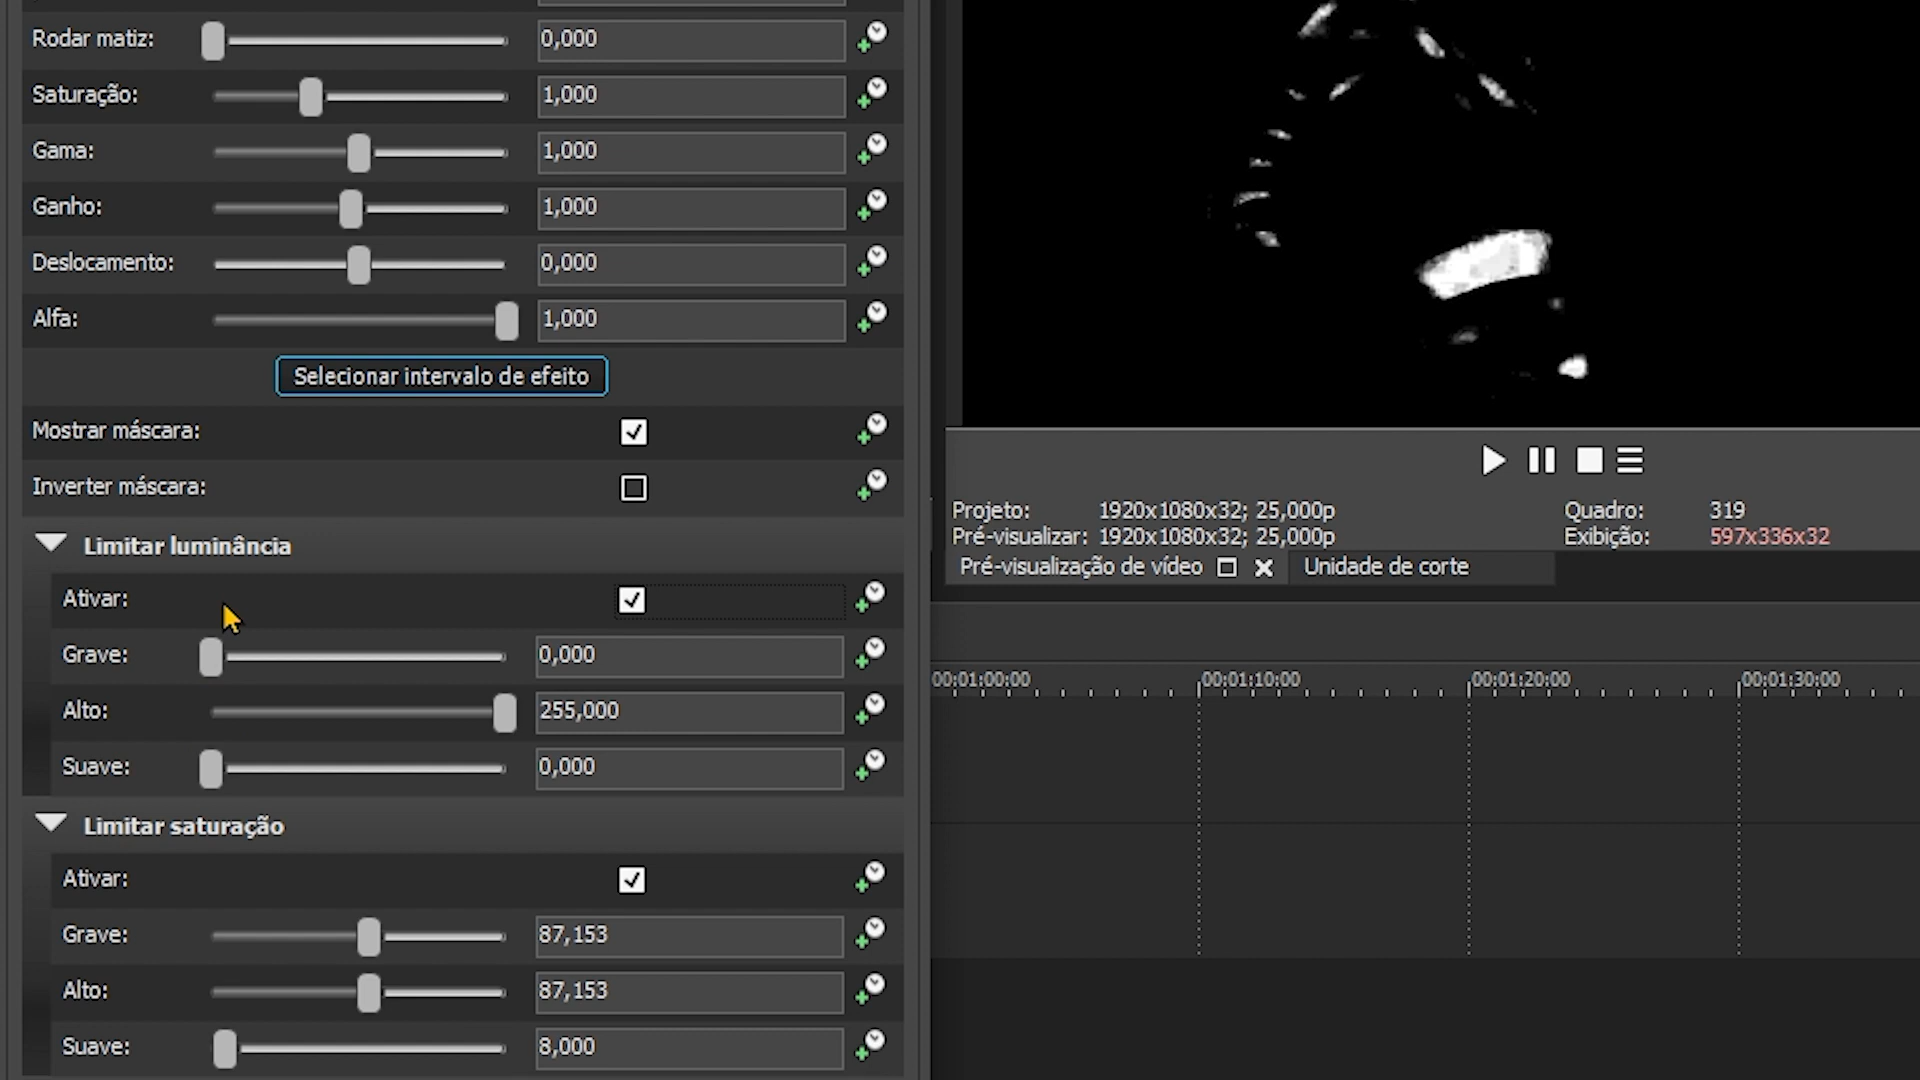 Rodar matiz: 0,000
Saturação: 1,000
Gama: 1,000
Ganho: 1,000
Deslocamento: 0,000
Alfa: 1,000
Selecionar intervalo de efeito
Mostrar máscara:
Inverter máscara:
Limitar luminância
Ativar:
Grave: 0,000
Alto: 255,000
Suave: 0,000
Limitar saturação
Ativar:
Grave: 87,153
Alto: 87,153
Suave: 8,000
Projeto: 1920x1080x32; 25,000p Quadro: 319
Pré-visualizar: 1920x1080x32; 25,000p Exibição: 597x336x32
Pré-visualização de vídeo Unidade de corte
00:01:00:00 00:01:10:00 00:01:20:00 00:01:30:00